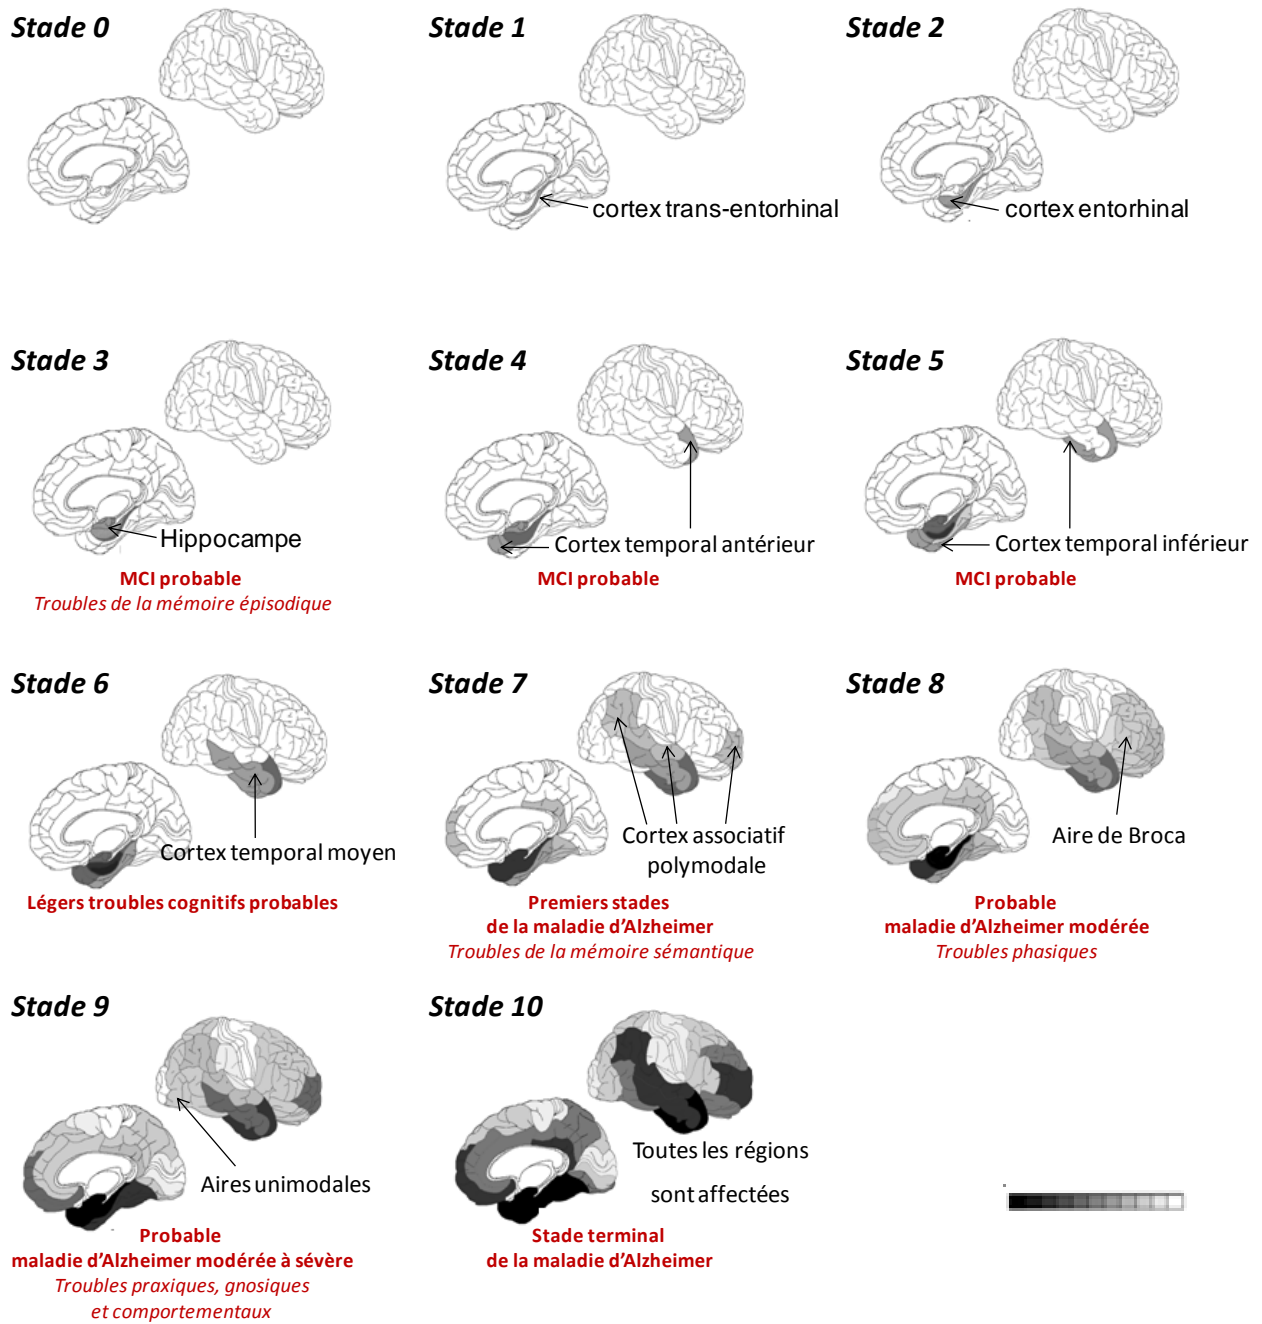 Stade 0
Stade 1
Stade 2
cortex trans-entorhinal
cortex entorhinal
Stade 3
Stade 4
Stade 5
Hippocampe
Cortex temporal antérieur
Cortex temporal inférieur
MCI probable
Troubles de la mémoire épisodique
MCI probable
MCI probable
Stade 6
Stade 7
Stade 8
Cortex temporal moyen
Cortex associatif
polymodale
Aire de Broca
Légers troubles cognitifs probables
Premiers stades
de la maladie d’Alzheimer
Troubles de la mémoire sémantique
Probable
maladie d’Alzheimer modérée
Troubles phasiques
Stade 9
Stade 10
Aires unimodales
Toutes les régions
sont affectées
Probable
maladie d’Alzheimer modérée à sévère
Troubles praxiques, gnosiques
et comportementaux
Stade terminal
de la maladie d’Alzheimer